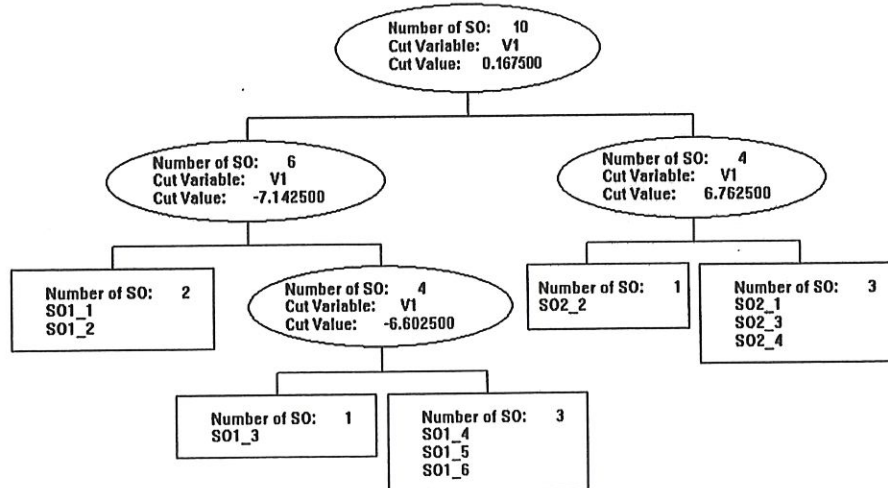 Number of SO: 10
Cut Variable: V1
Cut Value: 0.167500
Number of SO: 6
Cut Variable: V1
Cut Value: -7.142500
Number of SO: 4
Cut Variable: V1
Cut Value: 6.762500
Number of SO: 2
SO1_1
SO1_2
Number of SO: 4
Cut Variable: V1
Cut Value: -6.602500
Number of SO: 1
SO2_2
Number of SO: 3
SO2_1
SO2_3
SO2_4
Number of SO: 1
SO1_3
Number of SO: 3
SO1_4
SO1_5
SO1_6